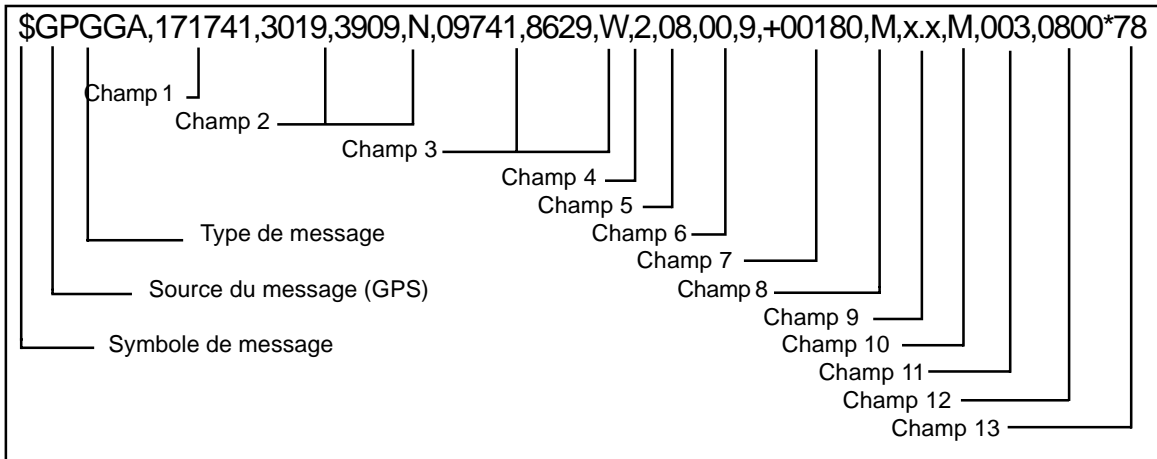 $GPGGA,171741,3019,3909,N,09741,8629,W,2,08,00,9,+00180,M,x.x,M,003,0800*78
Champ 1
Champ 2
Champ 3
Champ 4
Champ 5
Champ 6
Type de message
Champ 7
Source du message (GPS)
Champ 8
Champ 9
Symbole de message
Champ 10
Champ 11
Champ 12
Champ 13